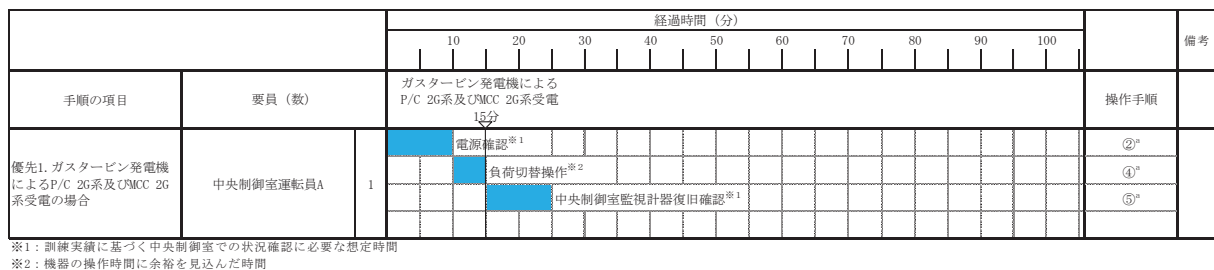 経過時間（分）
備考
10 20 30 40 50 60 70 80 90 100
手順の項目
要員（数）
ガスタービン発電機による
P/C 2G系及びMCC 2G系受電
15分
操作手順
優先1.ガスタービン発電機
によるP/C 2G系及びMCC 2G
系受電の場合
中央制御室運転員A
1
電源確認※1
②a
負荷切替操作※2
④a
中央制御室監視計器復旧確認※1
⑤a
※1：訓練実績に基づく中央制御室での状況確認に必要な想定時間
※2：機器の操作時間に余裕を見込んだ時間